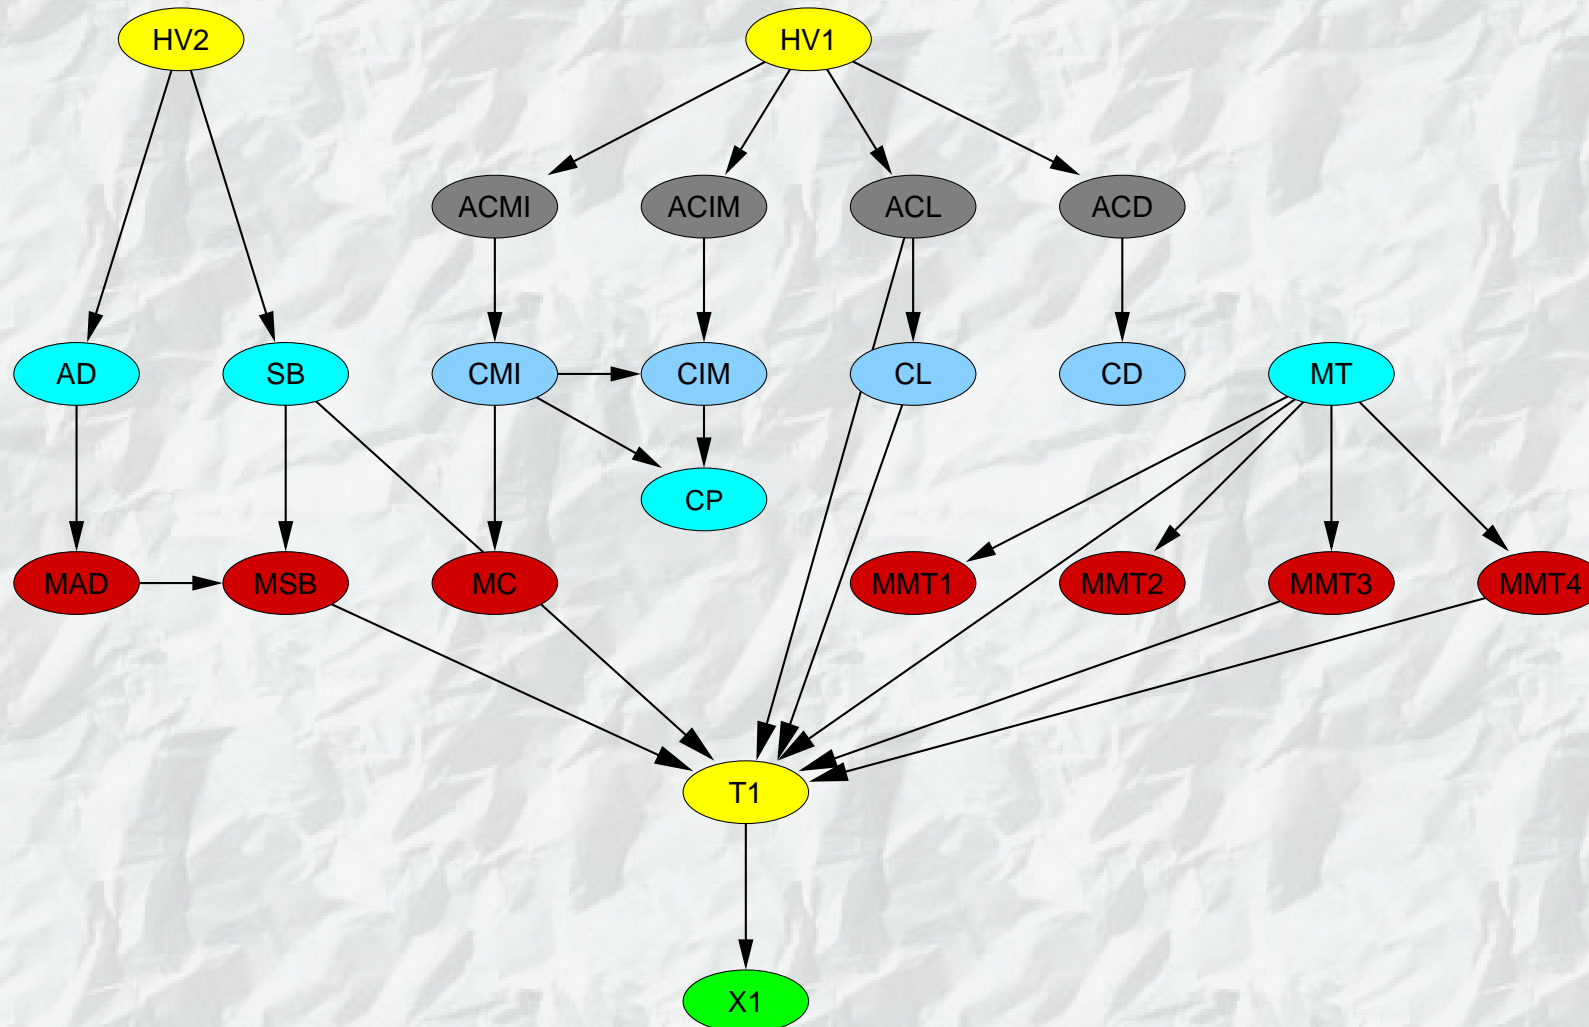 HV2 HV1
ACMI ACIM ACL ACD
AD SB CMI CIM CL CD MT
CP
MAD MSB MC MMT1 MMT2 MMT3 MMT4
T1
X1